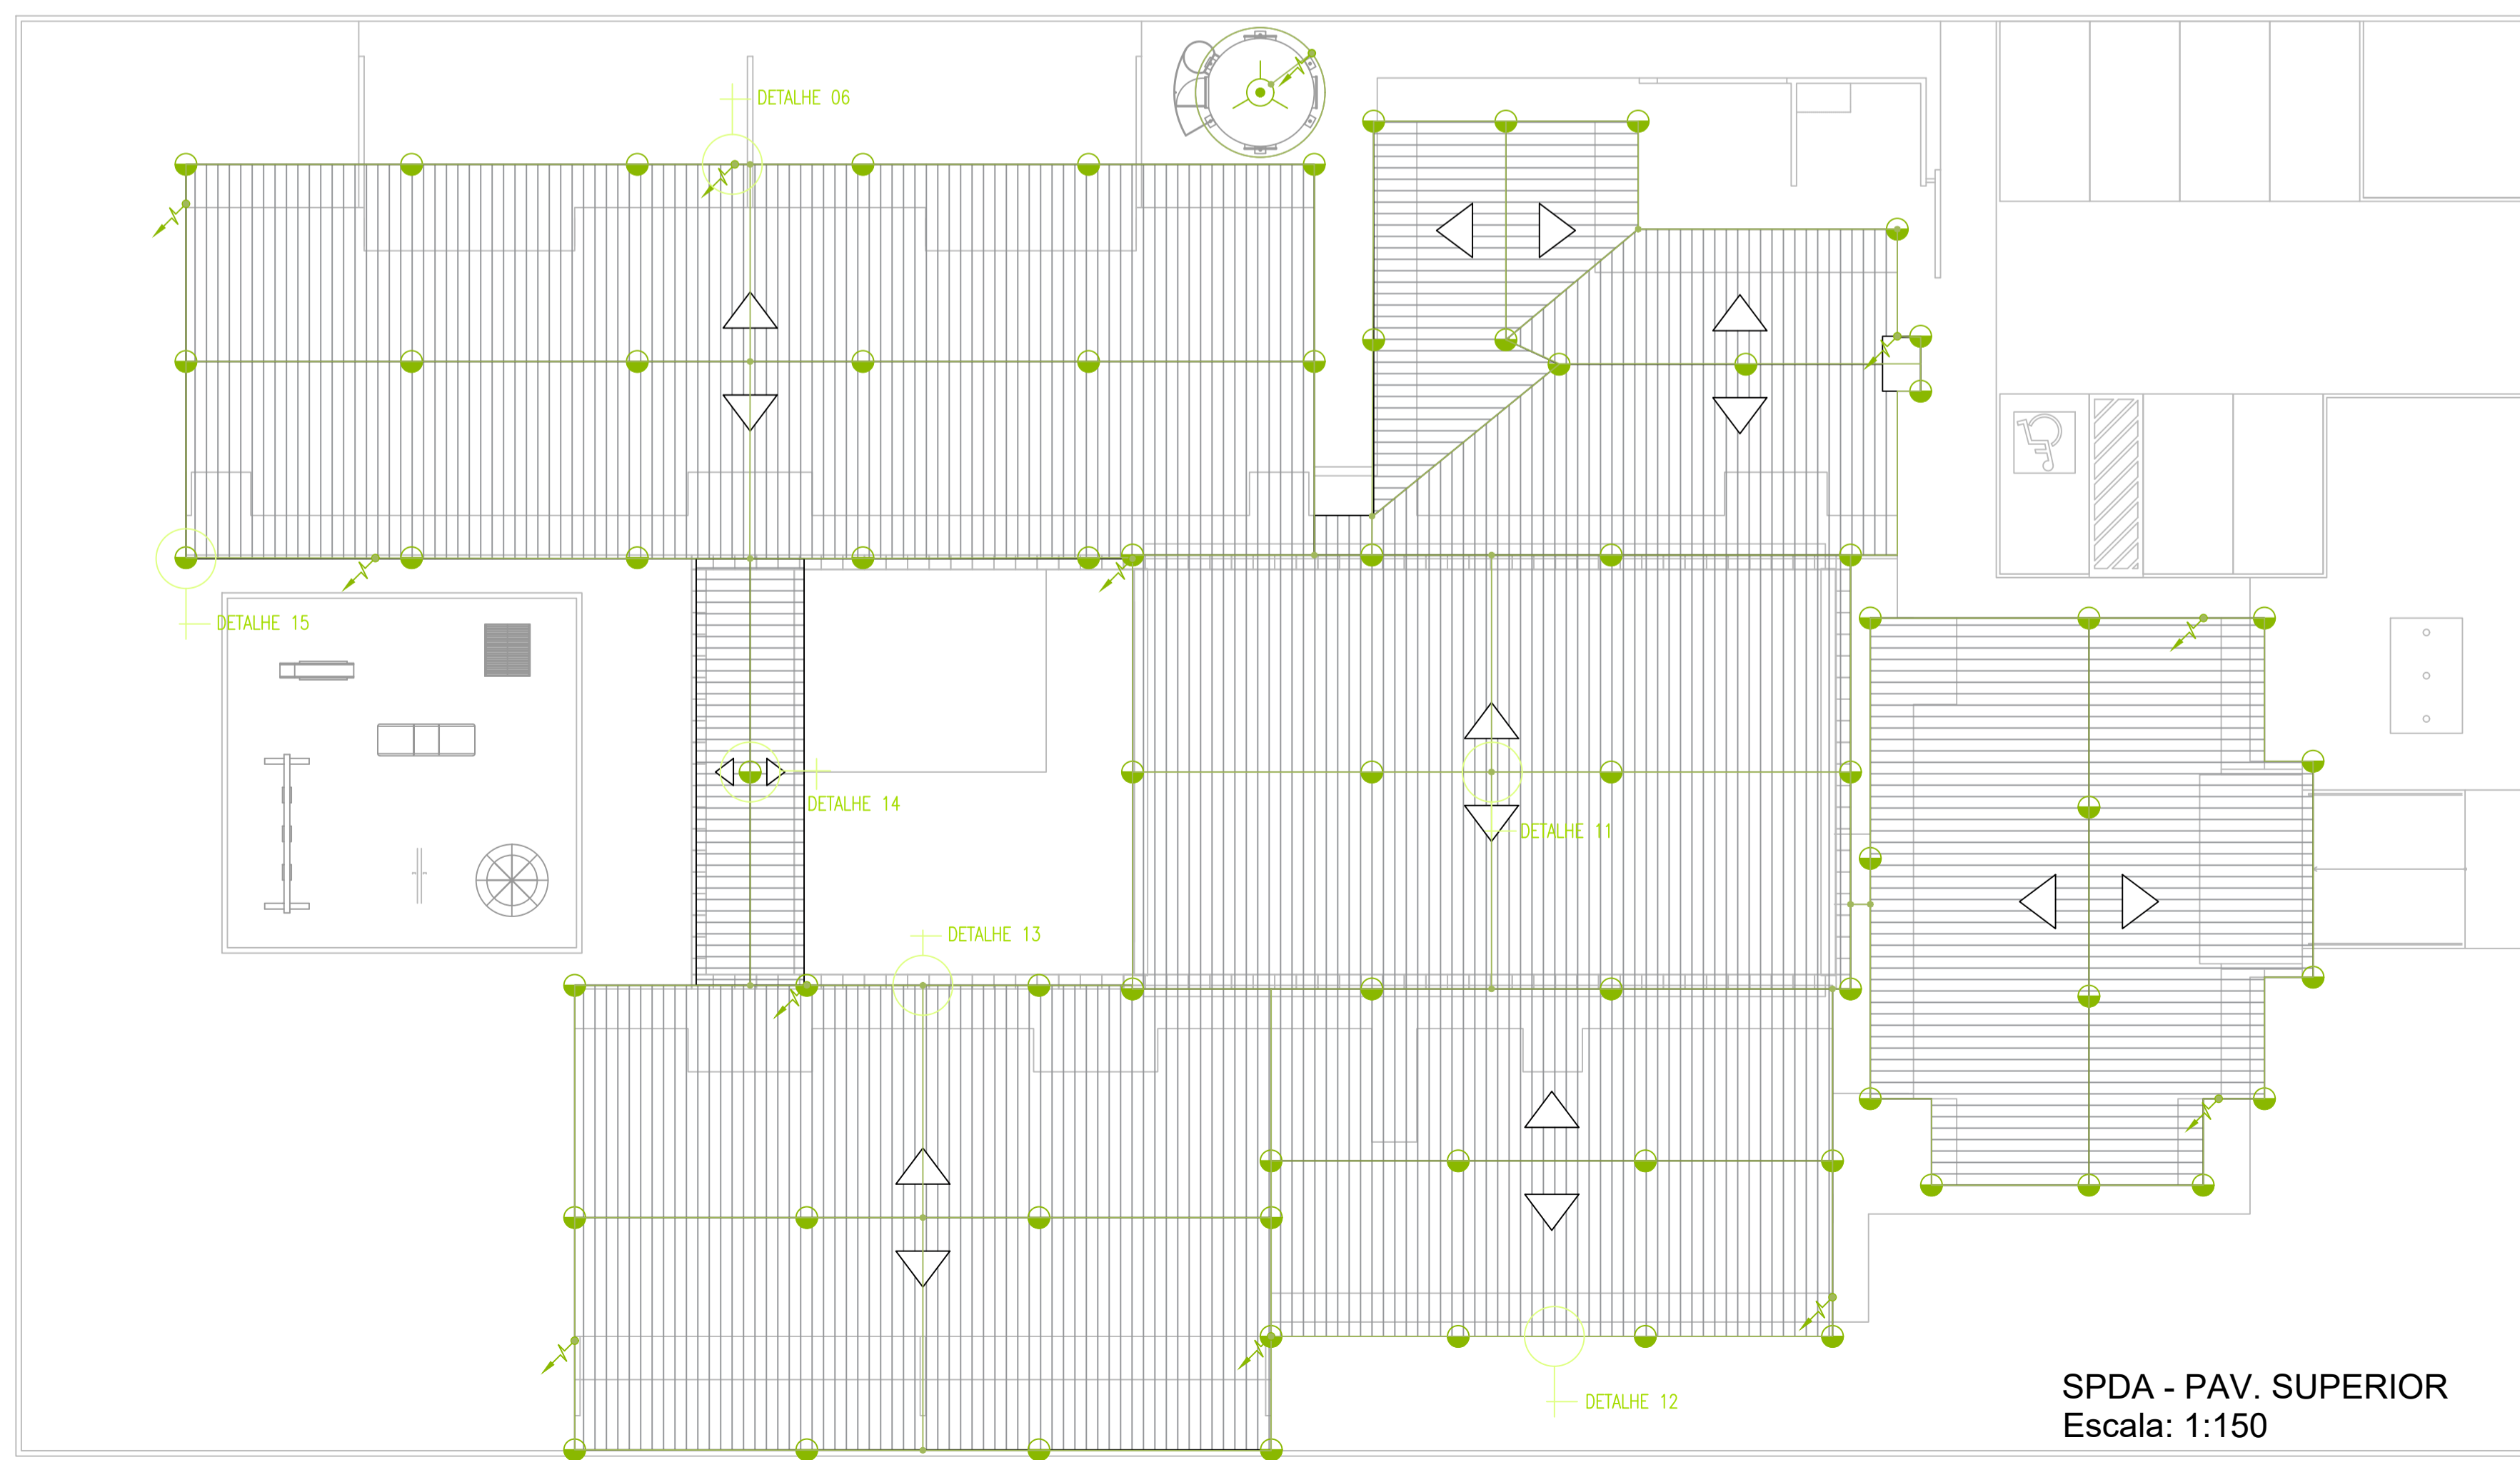 DETALHE 06
DETALHE 15
DETALHE 14
DETALHE 11
DETALHE 13
DETALHE 12
SPDA - PAV. SUPERIOR
Escala: 1:150